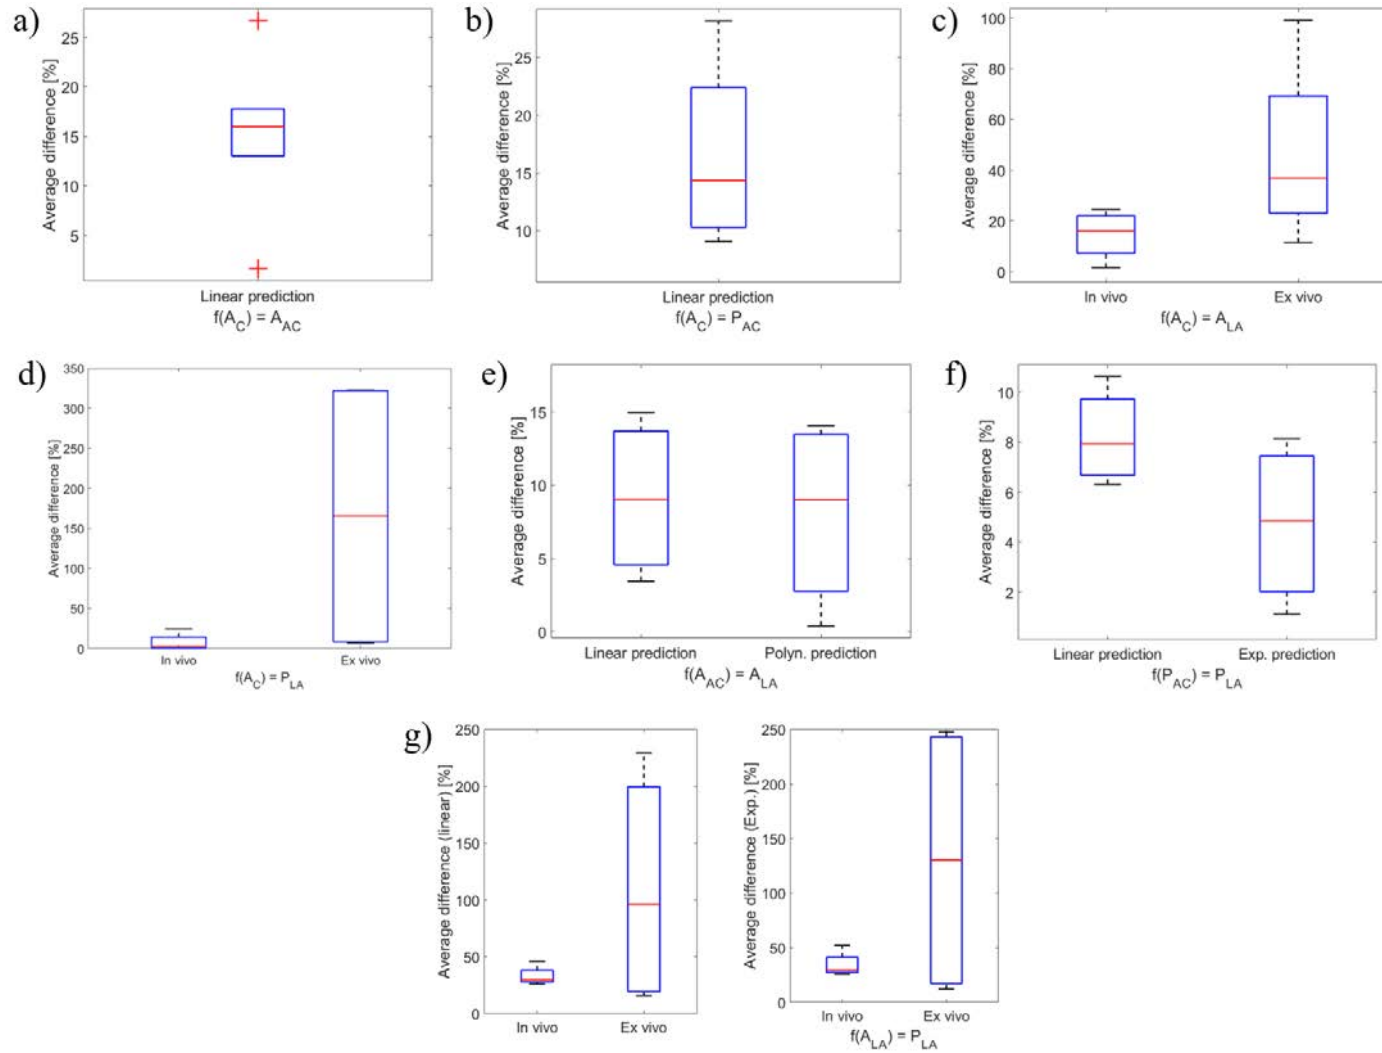 a)
Average difference [%]
25
20
15
10
5
Linear prediction
f(A_C) = A_AC
b)
Average difference [%]
25
20
15
10
Linear prediction
f(A_C) = P_AC
c)
Average difference [%]
100
80
60
40
20
0
In vivo Ex vivo
f(A_C) = A_LA
d)
Average difference [%]
350
300
250
200
150
100
50
0
In vivo Ex vivo
f(A_C) = P_LA
e)
Average difference [%]
15
10
5
0
Linear prediction Polyn. prediction
f(A_AC) = A_LA
f)
Average difference [%]
10
8
6
4
2
Linear prediction Exp. prediction
f(P_AC) = P_LA
g)
Average difference (linear) [%]
250
200
150
100
50
0
In vivo Ex vivo
Average difference (Exp.) [%]
250
200
150
100
50
0
In vivo Ex vivo
f(A_LA) = P_LA